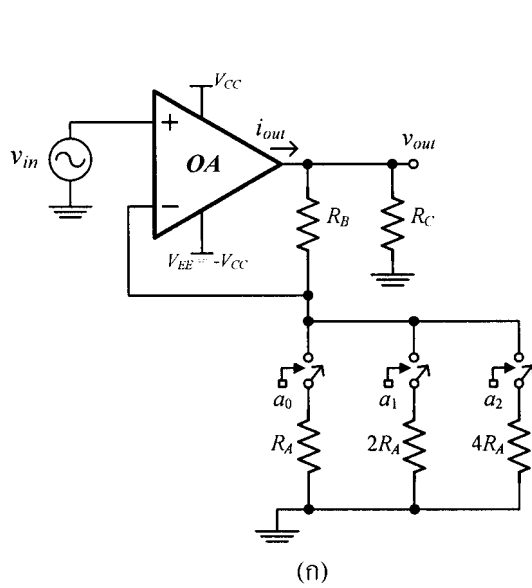 V_CC
i_out
v_out
v_in
+
OA
−
R_B
R_C
V_EE = -V_CC
a_0
a_1
a_2
R_A
2R_A
4R_A
(ก)